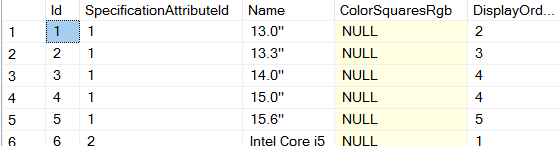 Id SpecificationAttributeId Name ColorSquaresRgb DisplayOrd...
1 1 1 13.0" NULL 2
2 2 1 13.3" NULL 3
3 3 1 14.0" NULL 4
4 4 1 15.0" NULL 4
5 5 1 15.6" NULL 5
6 6 2 Intel Core i5 NULL 1